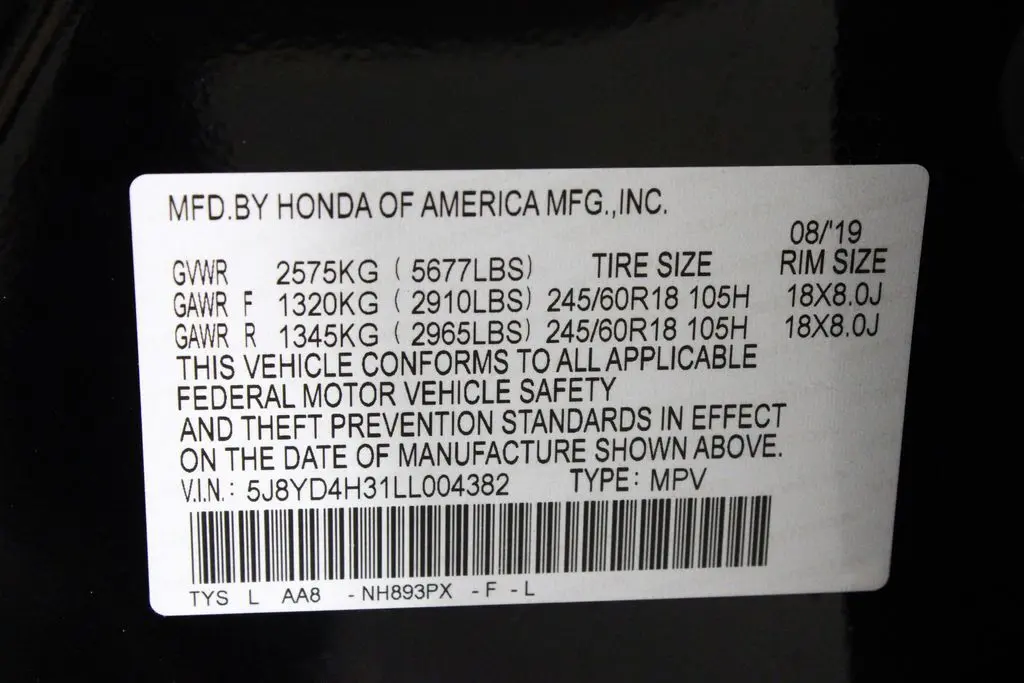 MFD.BY HONDA OF AMERICA MFG.,INC.
08/'19
GVWR 2575KG ( 5677LBS) TIRE SIZE RIM SIZE
GAWR F 1320KG ( 2910LBS) 245/60R18 105H 18X8.0J
GAWR R 1345KG ( 2965LBS) 245/60R18 105H 18X8.0J
THIS VEHICLE CONFORMS TO ALL APPLICABLE
FEDERAL MOTOR VEHICLE SAFETY
AND THEFT PREVENTION STANDARDS IN EFFECT
ON THE DATE OF MANUFACTURE SHOWN ABOVE.
V.I.N.: 5J8YD4H31LL004382 TYPE: MPV
TYS L AA8 - NH893PX - F - L